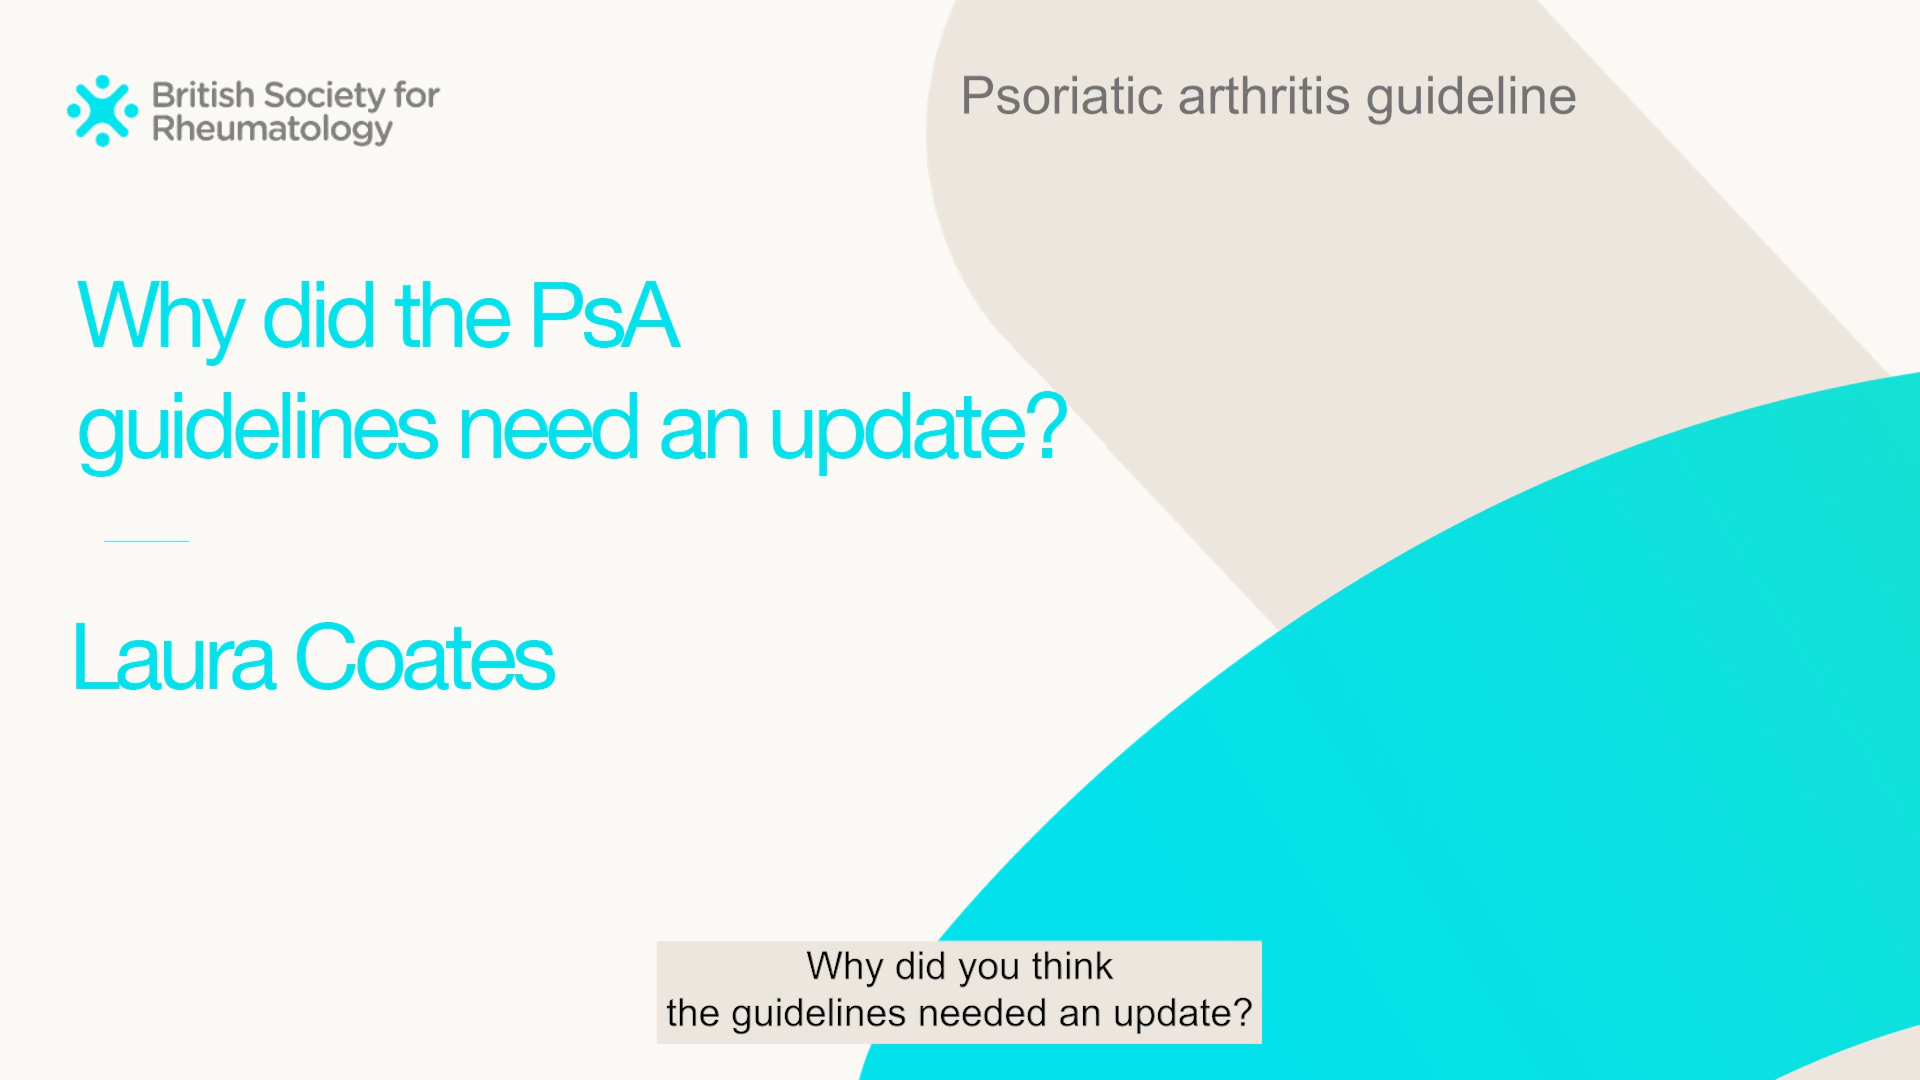 British Society for
Rheumatology
Psoriatic arthritis guideline
Why did the PsA
guidelines need an update?
Laura Coates
Why did you think
the guidelines needed an update?